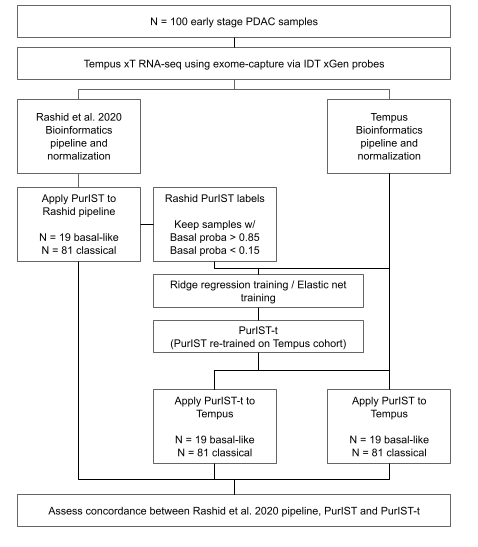 N = 100 early stage PDAC samples
Tempus xT RNA-seq using exome-capture via IDT xGen probes
Rashid et al. 2020
Bioinformatics
pipeline and
normalization
Tempus
Bioinformatics
pipeline and
normalization
Apply PurIST to
Rashid pipeline
N = 19 basal-like
N = 81 classical
Rashid PurIST labels
Keep samples w/
Basal proba > 0.85
Basal proba < 0.15
Ridge regression training / Elastic net
training
PurIST-t
(PurIST re-trained on Tempus cohort)
Apply PurIST-t to
Tempus
N = 19 basal-like
N = 81 classical
Apply PurIST to
Tempus
N = 19 basal-like
N = 81 classical
Assess concordance between Rashid et al. 2020 pipeline, PurIST and PurIST-t